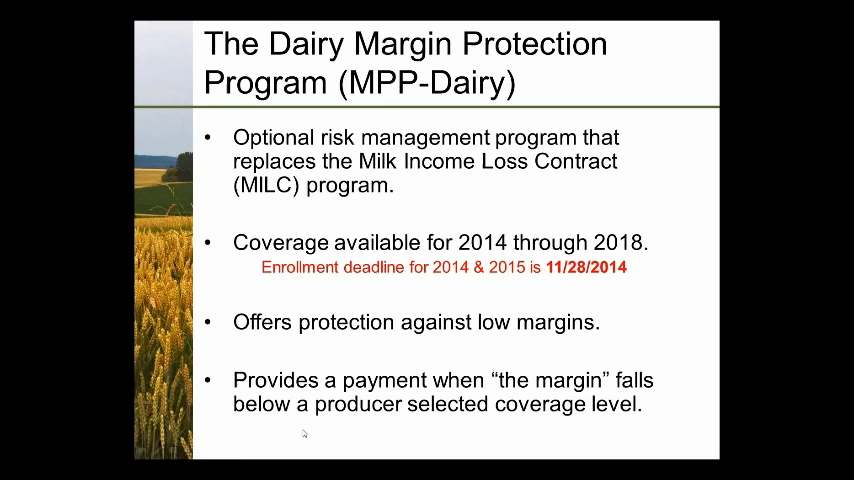 The Dairy Margin Protection
Program (MPP-Dairy)
• Optional risk management program that
replaces the Milk Income Loss Contract
(MILC) program.
• Coverage available for 2014 through 2018.
Enrollment deadline for 2014 & 2015 is 11/28/2014
• Offers protection against low margins.
• Provides a payment when “the margin” falls
below a producer selected coverage level.